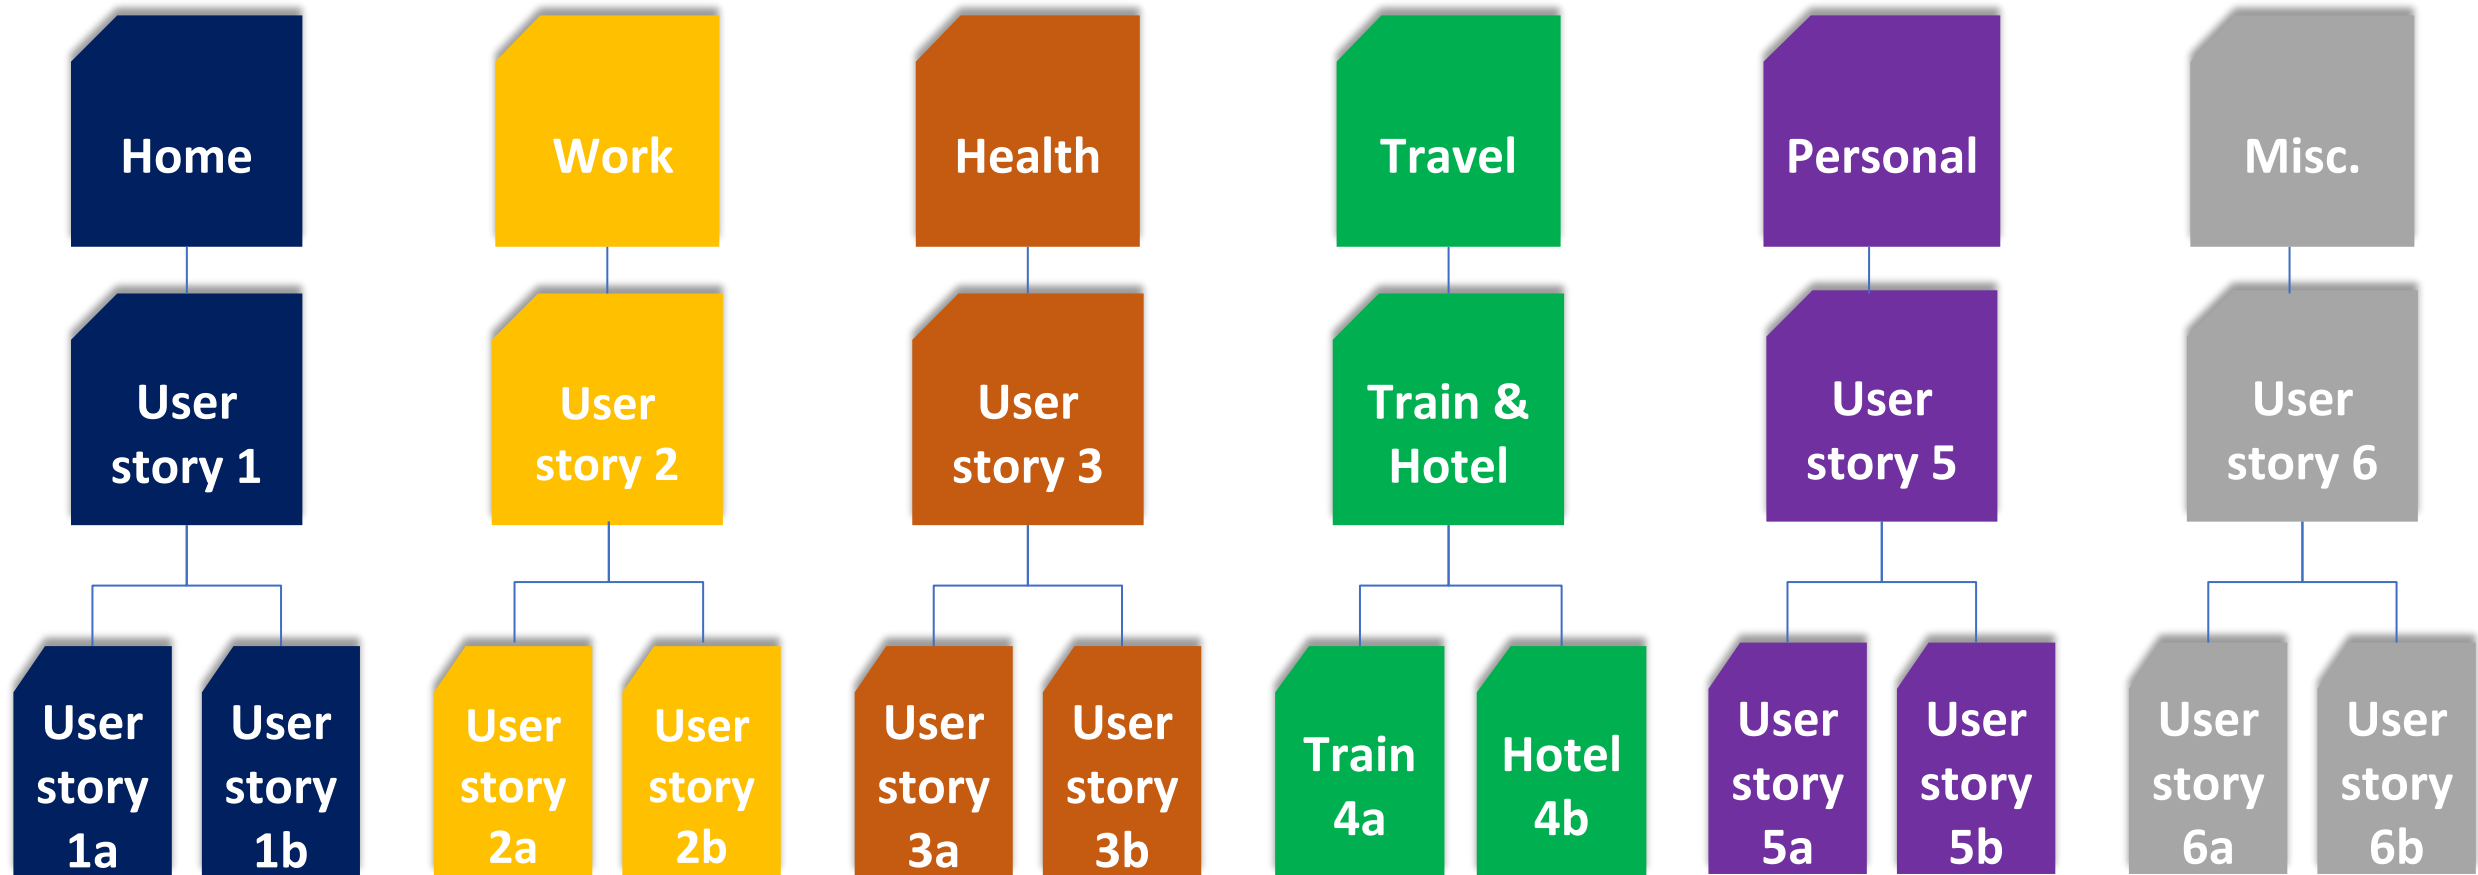 Home
Work
Health
Travel
Personal
Misc.
User
story 1
User
story 2
User
story 3
Train &
Hotel
User
story 5
User
story 6
User
story
1a
User
story
1b
User
story
2a
User
story
2b
User
story
3a
User
story
3b
Train
4a
Hotel
4b
User
story
5a
User
story
5b
User
story
6a
User
story
6b